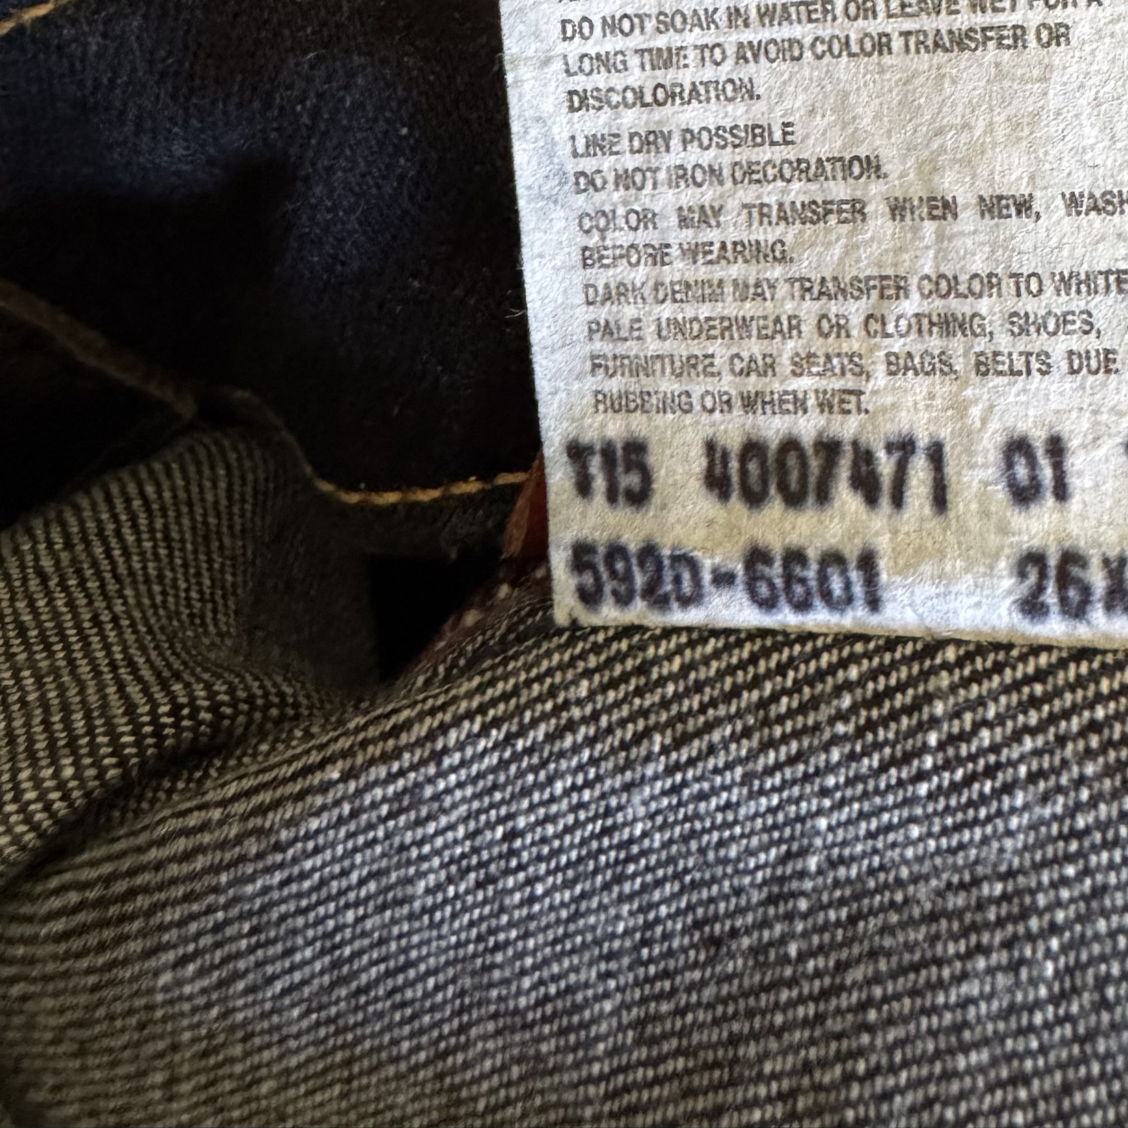 DO NOT SOAK IN WATER OR LEAVE WET FOR A
LONG TIME TO AVOID COLOR TRANSFER OR
DISCOLORATION.
LINE DRY POSSIBLE
DO NOT IRON DECORATION.
COLOR MAY TRANSFER WHEN NEW, WASH
BEFORE WEARING.
DARK DENIM MAY TRANSFER COLOR TO WHITE
PALE UNDERWEAR OR CLOTHING, SHOES,
FURNITURE, CAR SEATS, BAGS, BELTS DUE
RUBBING OR WHEN WET.
T15 4007471 01
5920-6601 26X